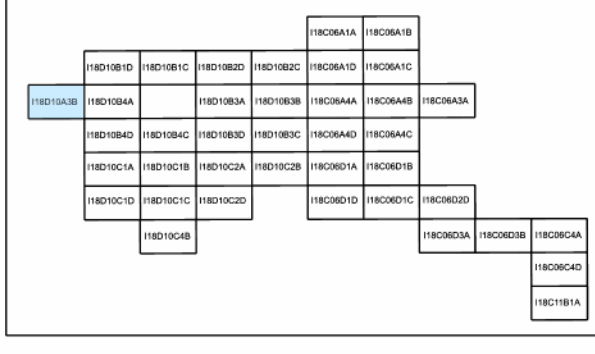 I18C06A1A I18C06A1B
I18D10B1D I18D10B1C I18D10B2D I18D10B2C I18C06A1D I18C06A1C
I18D10A3B I18D10B4A I18D10B3A I18D10B3B I18C06A4A I18C06A4B I18C06A3A
I18D10B4D I18D10B4C I18D10B3D I18D10B3C I18C06A4D I18C06A4C
I18D10C1A I18D10C1B I18D10C2A I18D10C2B I18C06D1A I18C06D1B
I18D10C1D I18D10C1C I18D10C2D I18C06D1D I18C06D1C I18C06D2D
I18D10C4B I18C06D3A I18C06D3B I18C06C4A
I18C06C4D
I18C11B1A